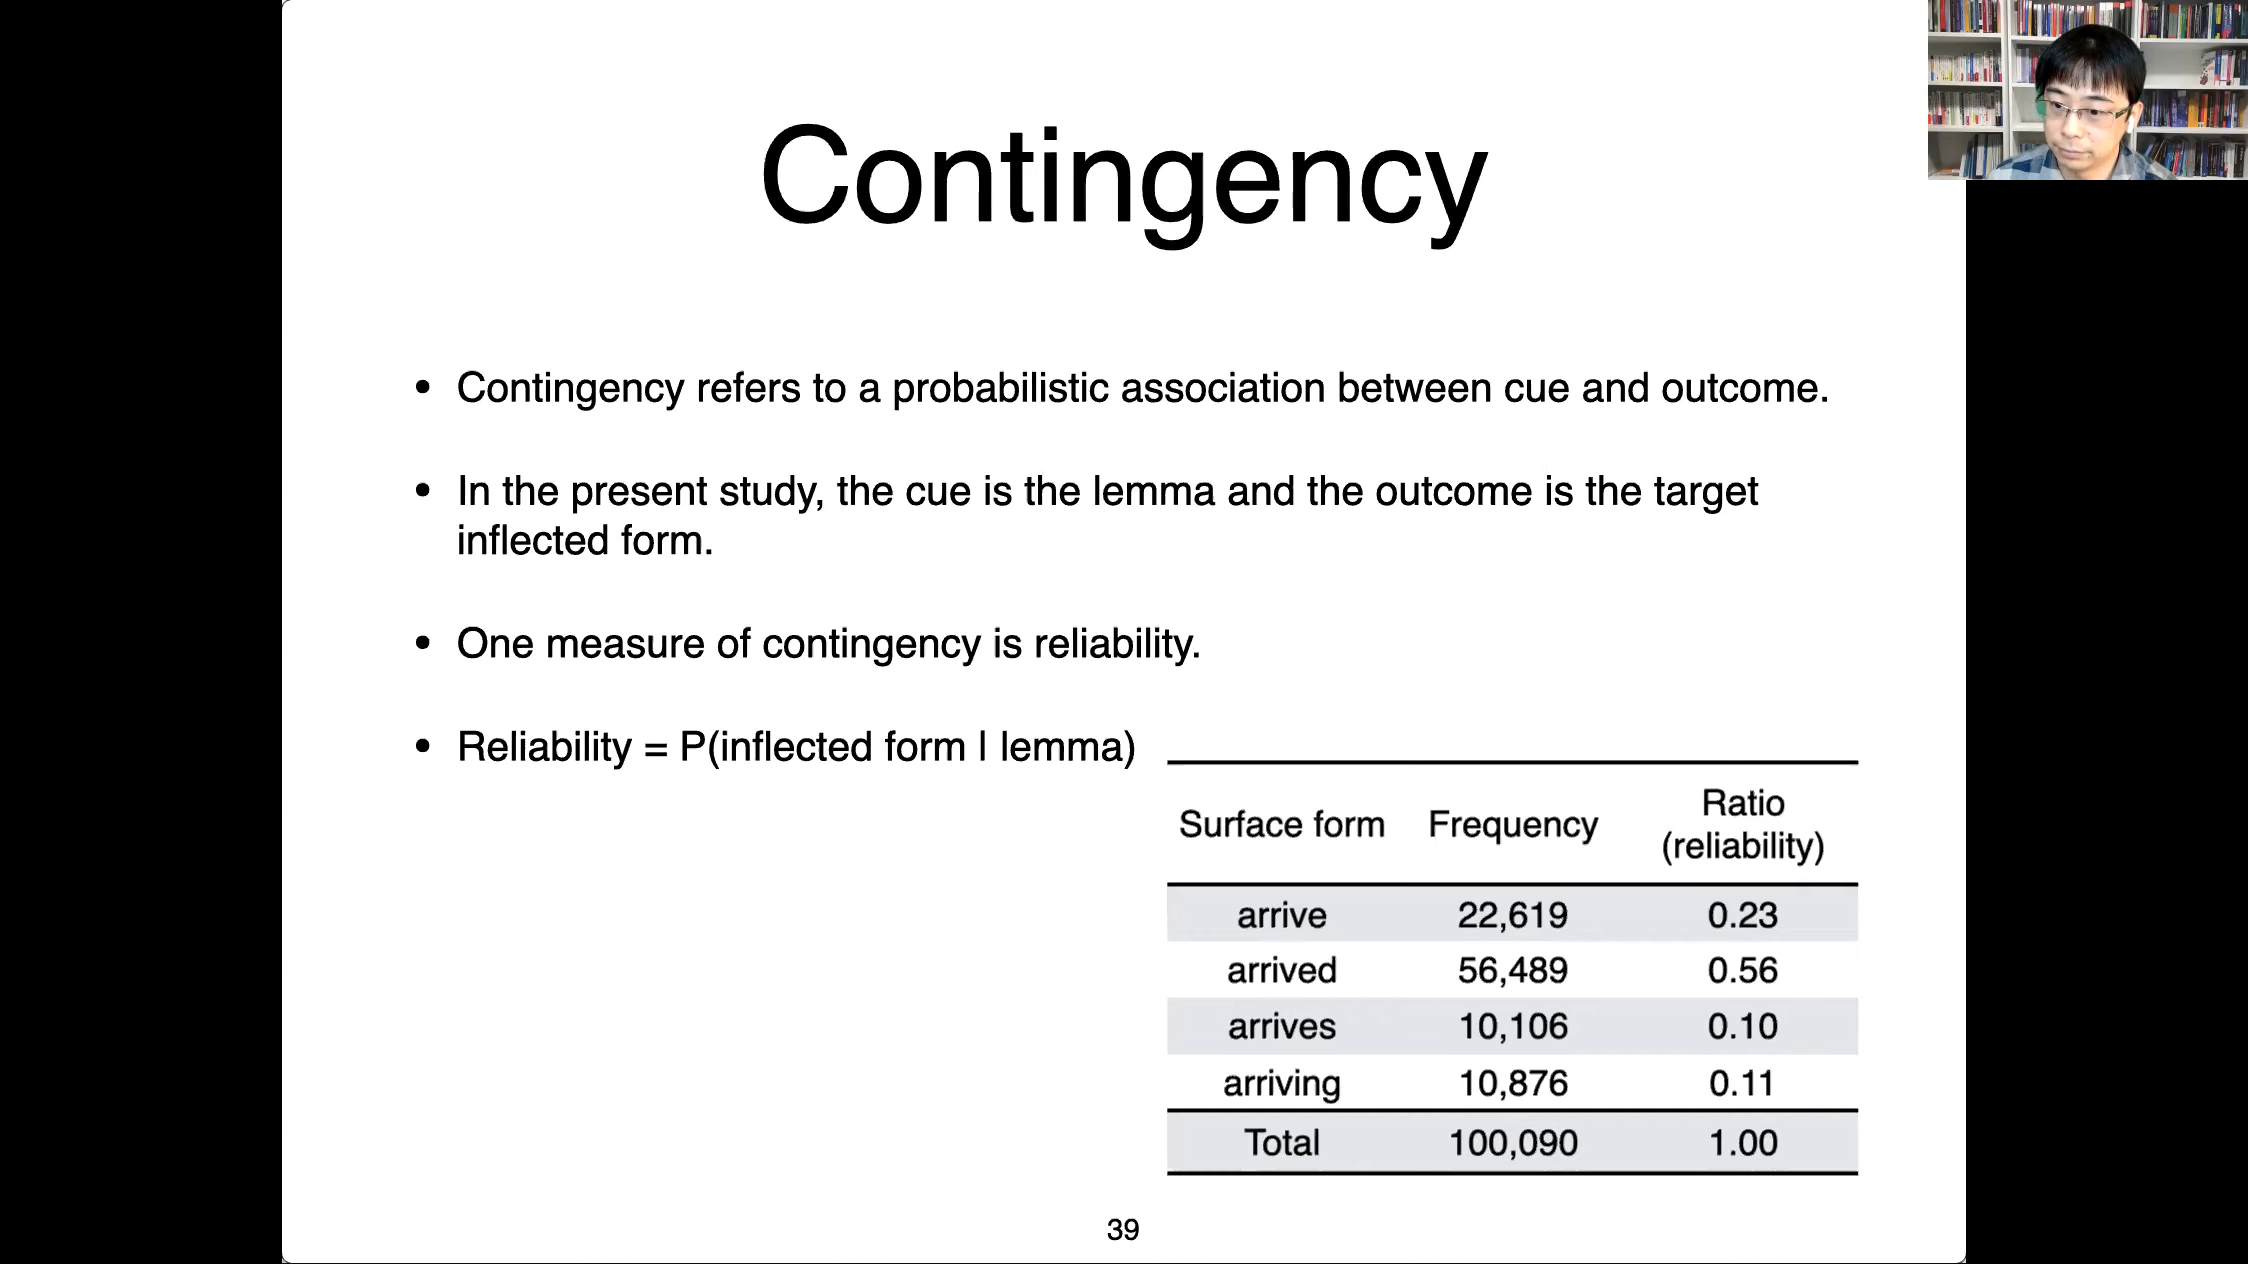 Contingency
• Contingency refers to a probabilistic association between cue and outcome.
• In the present study, the cue is the lemma and the outcome is the target
inflected form.
• One measure of contingency is reliability.
• Reliability = P(inflected form | lemma)
Surface form Frequency Ratio
(reliability)
arrive 22,619 0.23
arrived 56,489 0.56
arrives 10,106 0.10
arriving 10,876 0.11
Total 100,090 1.00
39